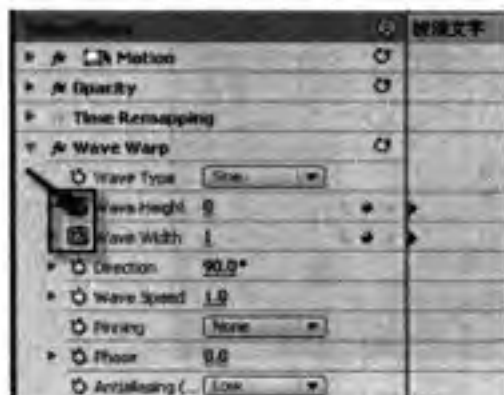 波浪文字
Motion
Opacity
Time Remapping
Wave Warp
Wave Type Sine
Wave Height 0
Wave Width 1
Direction 90.0°
Wave Speed 1.0
Pinning None
Phase 0.0
Antialiasing (... Low